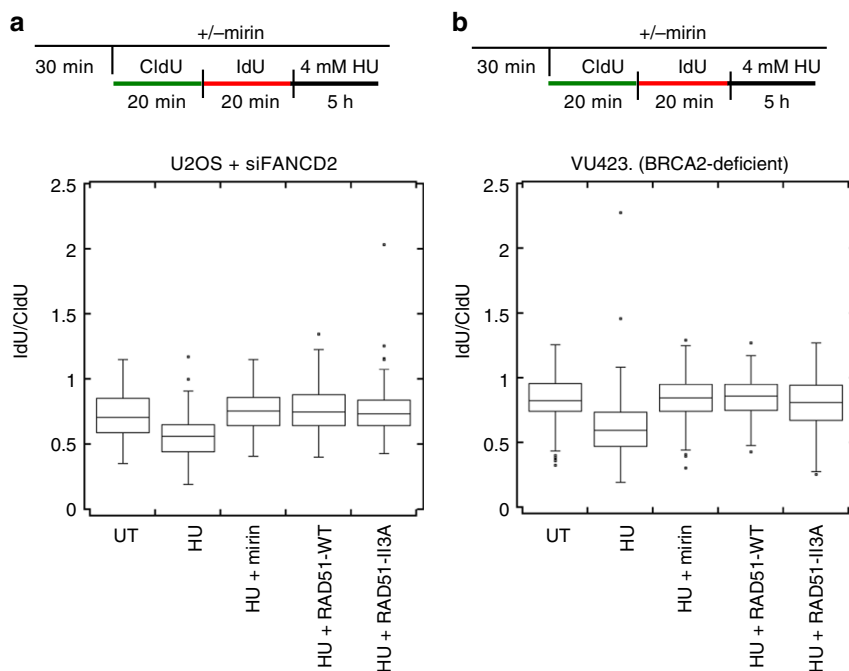 a
+/–mirin
30 min CldU IdU 4 mM HU
20 min 20 min 5 h
U2OS + siFANCD2
IdU/CldU
2.5
2
1.5
1
0.5
0
UT
HU
HU + mirin
HU + RAD51-WT
HU + RAD51-II3A
b
+/–mirin
30 min CldU IdU 4 mM HU
20 min 20 min 5 h
VU423. (BRCA2-deficient)
IdU/CldU
2.5
2
1.5
1
0.5
0
UT
HU
HU + mirin
HU + RAD51-WT
HU + RAD51-II3A